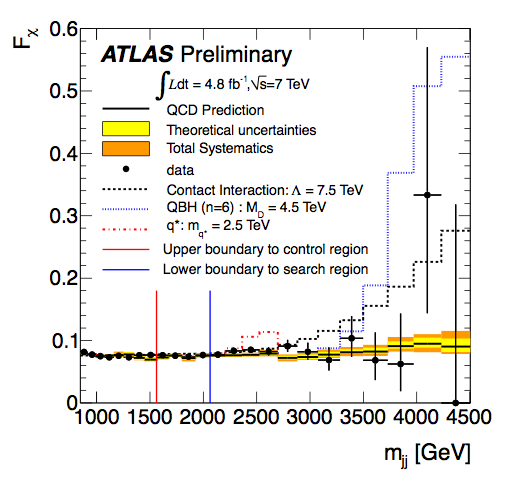 F_χ
0.6
ATLAS Preliminary
∫Ldt = 4.8 fb⁻¹,√s=7 TeV
0.5
QCD Prediction
Theoretical uncertainties
Total Systematics
0.4
data
Contact Interaction: Λ = 7.5 TeV
QBH (n=6) : M_D = 4.5 TeV
0.3
q*: m_q* = 2.5 TeV
Upper boundary to control region
Lower boundary to search region
0.2
0.1
0
1000 1500 2000 2500 3000 3500 4000 4500
m_jj [GeV]